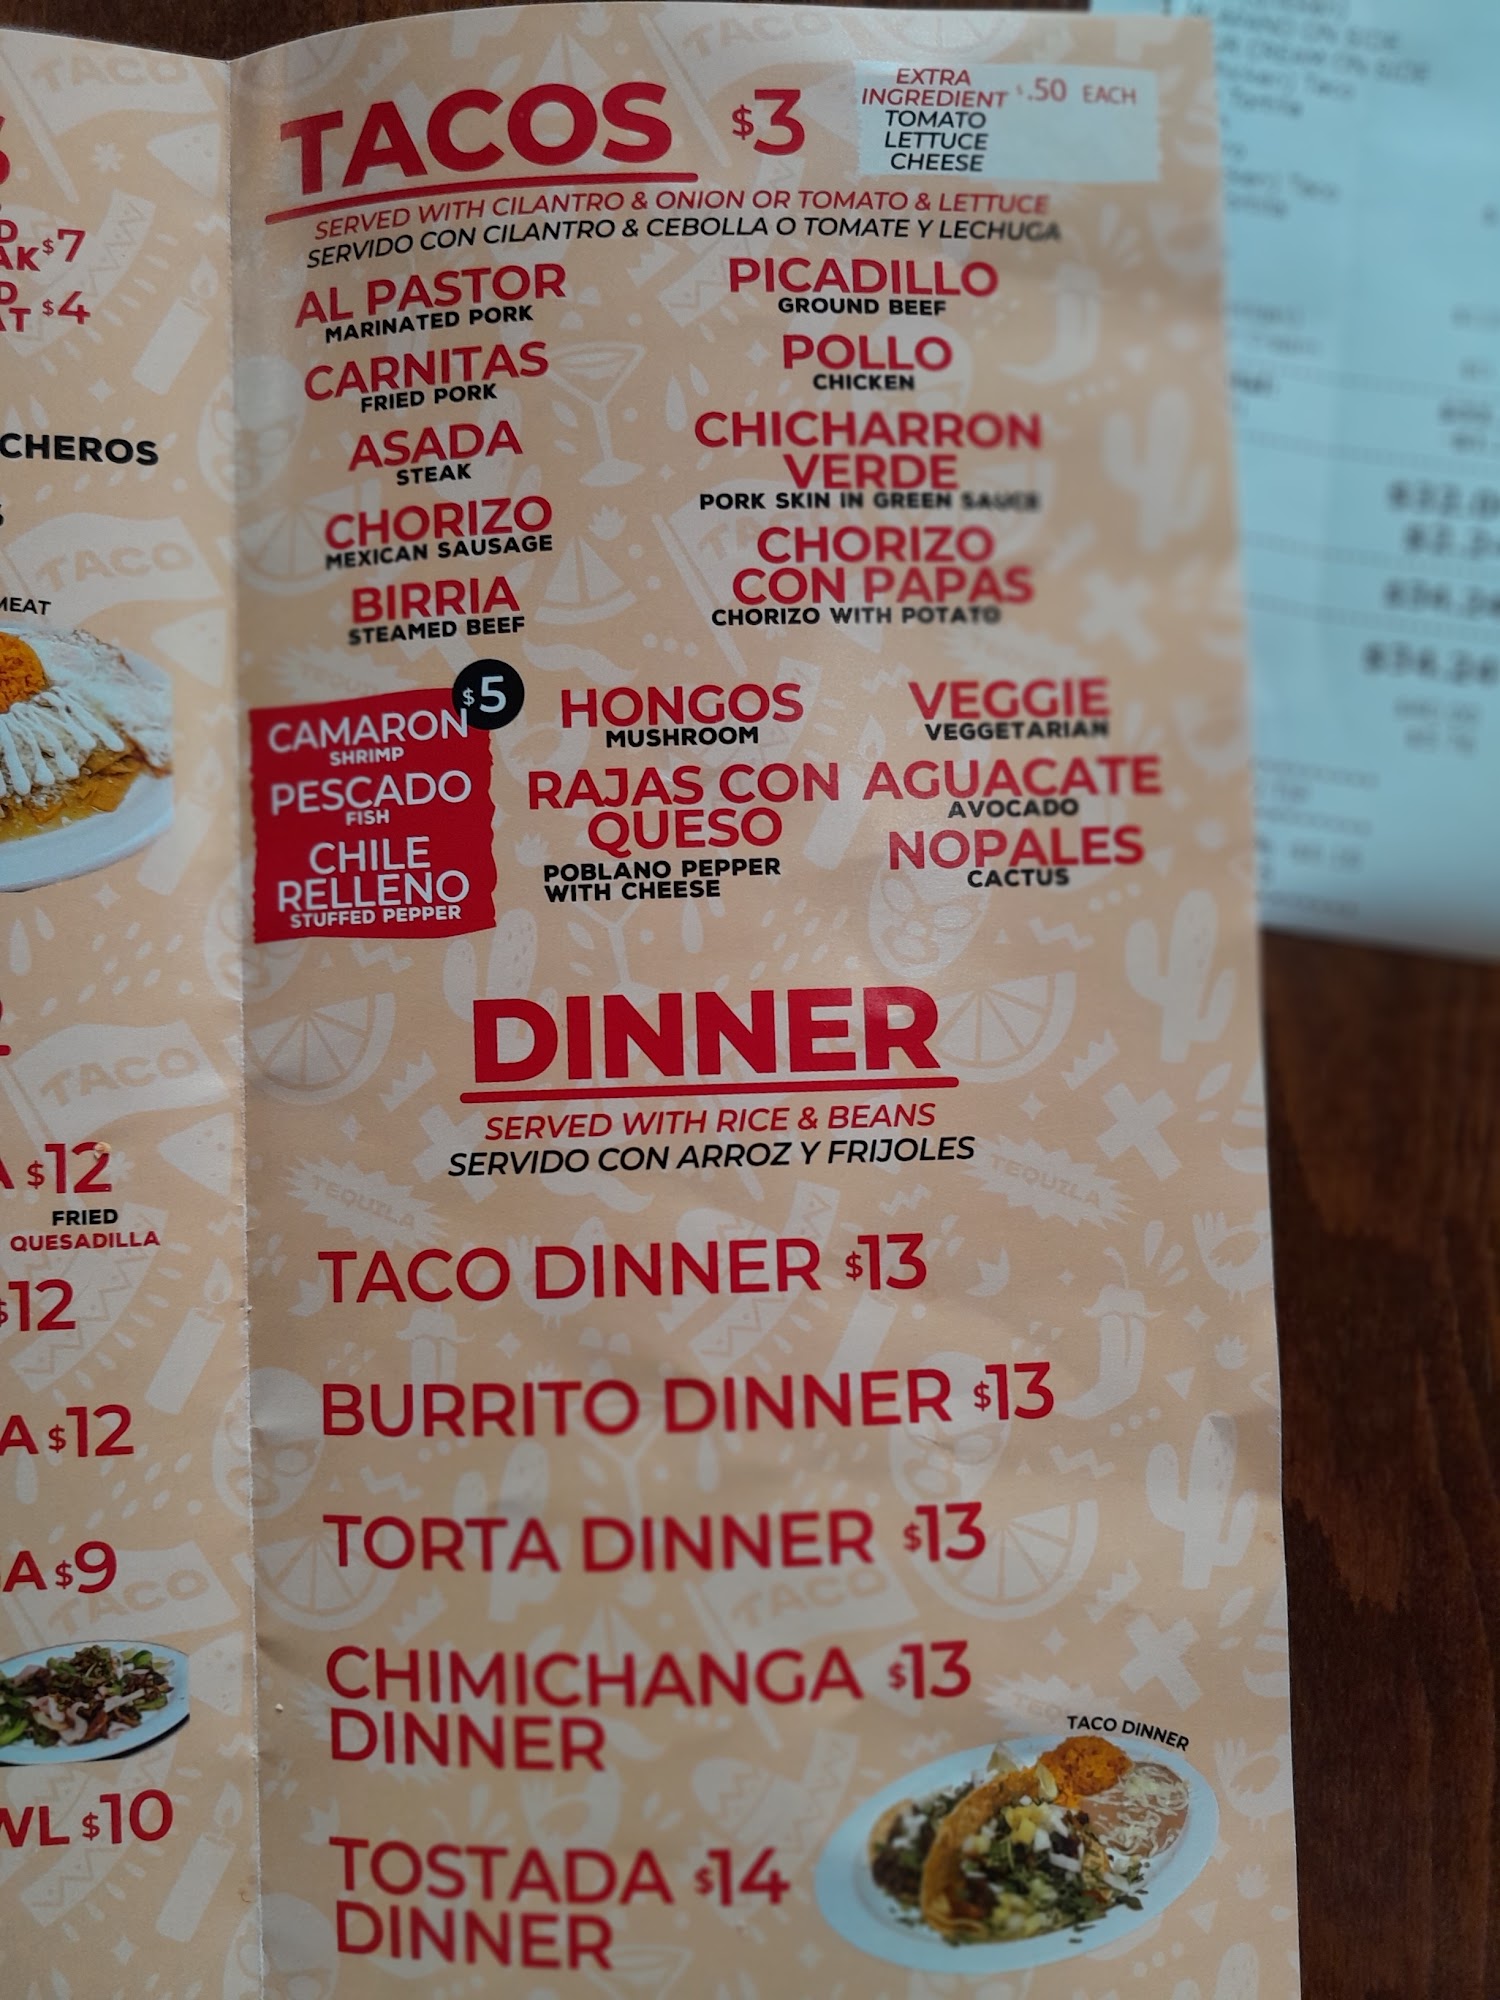 $7
$4
CHEROS
MEAT
A $12
FRIED
QUESADILLA
$12
A $12
A $9
WL $10
TACOS $3
EXTRA
INGREDIENT $.50 EACH
TOMATO
LETTUCE
CHEESE
SERVED WITH CILANTRO & ONION OR TOMATO & LETTUCE
SERVIDO CON CILANTRO & CEBOLLA O TOMATE Y LECHUGA
AL PASTOR
MARINATED PORK
CARNITAS
FRIED PORK
ASADA
STEAK
CHORIZO
MEXICAN SAUSAGE
BIRRIA
STEAMED BEEF
PICADILLO
GROUND BEEF
POLLO
CHICKEN
CHICHARRON
VERDE
PORK SKIN IN GREEN SAUCE
CHORIZO
CON PAPAS
CHORIZO WITH POTATO
$5
CAMARON
SHRIMP
PESCADO
FISH
CHILE
RELLENO
STUFFED PEPPER
HONGOS
MUSHROOM
RAJAS CON
QUESO
POBLANO PEPPER
WITH CHEESE
VEGGIE
VEGGETARIAN
AGUACATE
AVOCADO
NOPALES
CACTUS
DINNER
SERVED WITH RICE & BEANS
SERVIDO CON ARROZ Y FRIJOLES
TACO DINNER $13
BURRITO DINNER $13
TORTA DINNER $13
CHIMICHANGA $13
DINNER
TOSTADA $14
DINNER
TACO DINNER